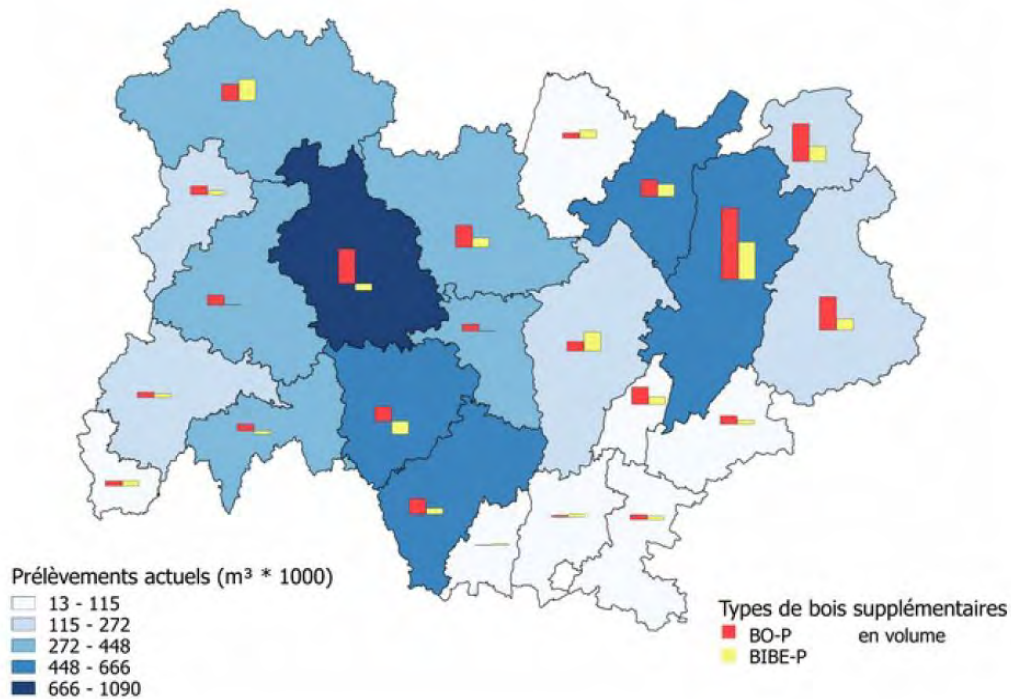 Prélèvements actuels (m³ * 1000)
13 - 115
115 - 272
272 - 448
448 - 666
666 - 1090
Types de bois supplémentaires
en volume
BO-P
BIBE-P